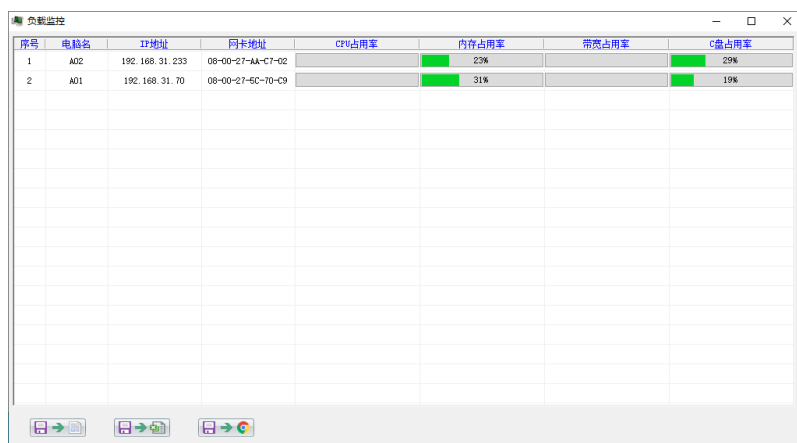 负载监控
序号 电脑名 IP地址 网卡地址 CPU占用率 内存占用率 带宽占用率 C盘占用率
1 A02 192.168.31.233 08-00-27-AA-C7-02 23% 29%
2 A01 192.168.31.70 08-00-27-5C-70-C9 31% 19%